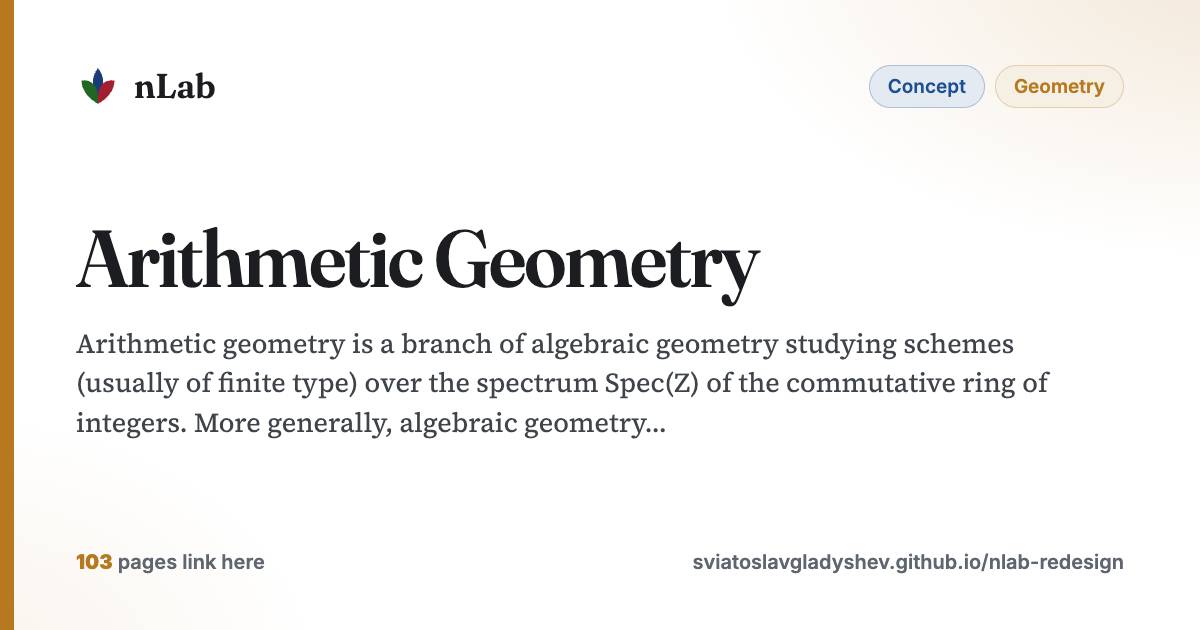 nLab
Concept
Geometry
Arithmetic Geometry
Arithmetic geometry is a branch of algebraic geometry studying schemes
(usually of finite type) over the spectrum Spec(Z) of the commutative ring of
integers. More generally, algebraic geometry...
103 pages link here
sviatoslavgladyshev.github.io/nlab-redesign